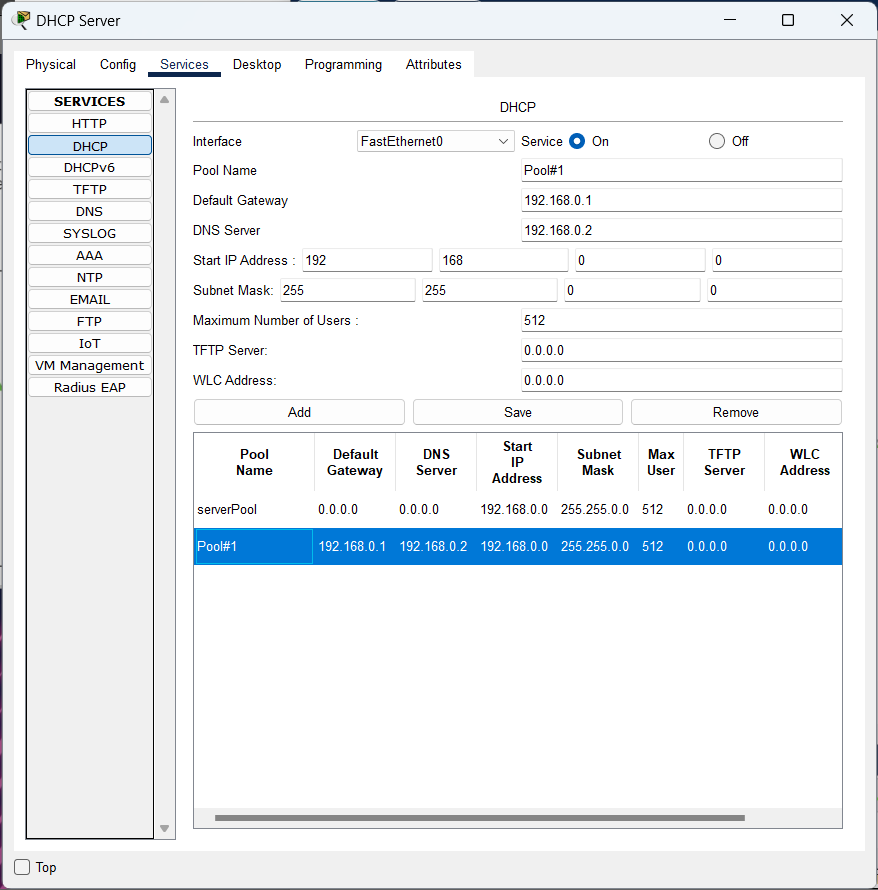 DHCP Server
Physical Config Services Desktop Programming Attributes
SERVICES
HTTP
DHCP
DHCPv6
TFTP
DNS
SYSLOG
AAA
NTP
EMAIL
FTP
IoT
VM Management
Radius EAP
DHCP
Interface FastEthernet0 Service On Off
Pool Name Pool#1
Default Gateway 192.168.0.1
DNS Server 192.168.0.2
Start IP Address : 192 168 0 0
Subnet Mask: 255 255 0 0
Maximum Number of Users : 512
TFTP Server: 0.0.0.0
WLC Address: 0.0.0.0
Add Save Remove
Pool Name Default Gateway DNS Server Start IP Address Subnet Mask Max User TFTP Server WLC Address
serverPool 0.0.0.0 0.0.0.0 192.168.0.0 255.255.0.0 512 0.0.0.0 0.0.0.0
Pool#1 192.168.0.1 192.168.0.2 192.168.0.0 255.255.0.0 512 0.0.0.0 0.0.0.0
Top